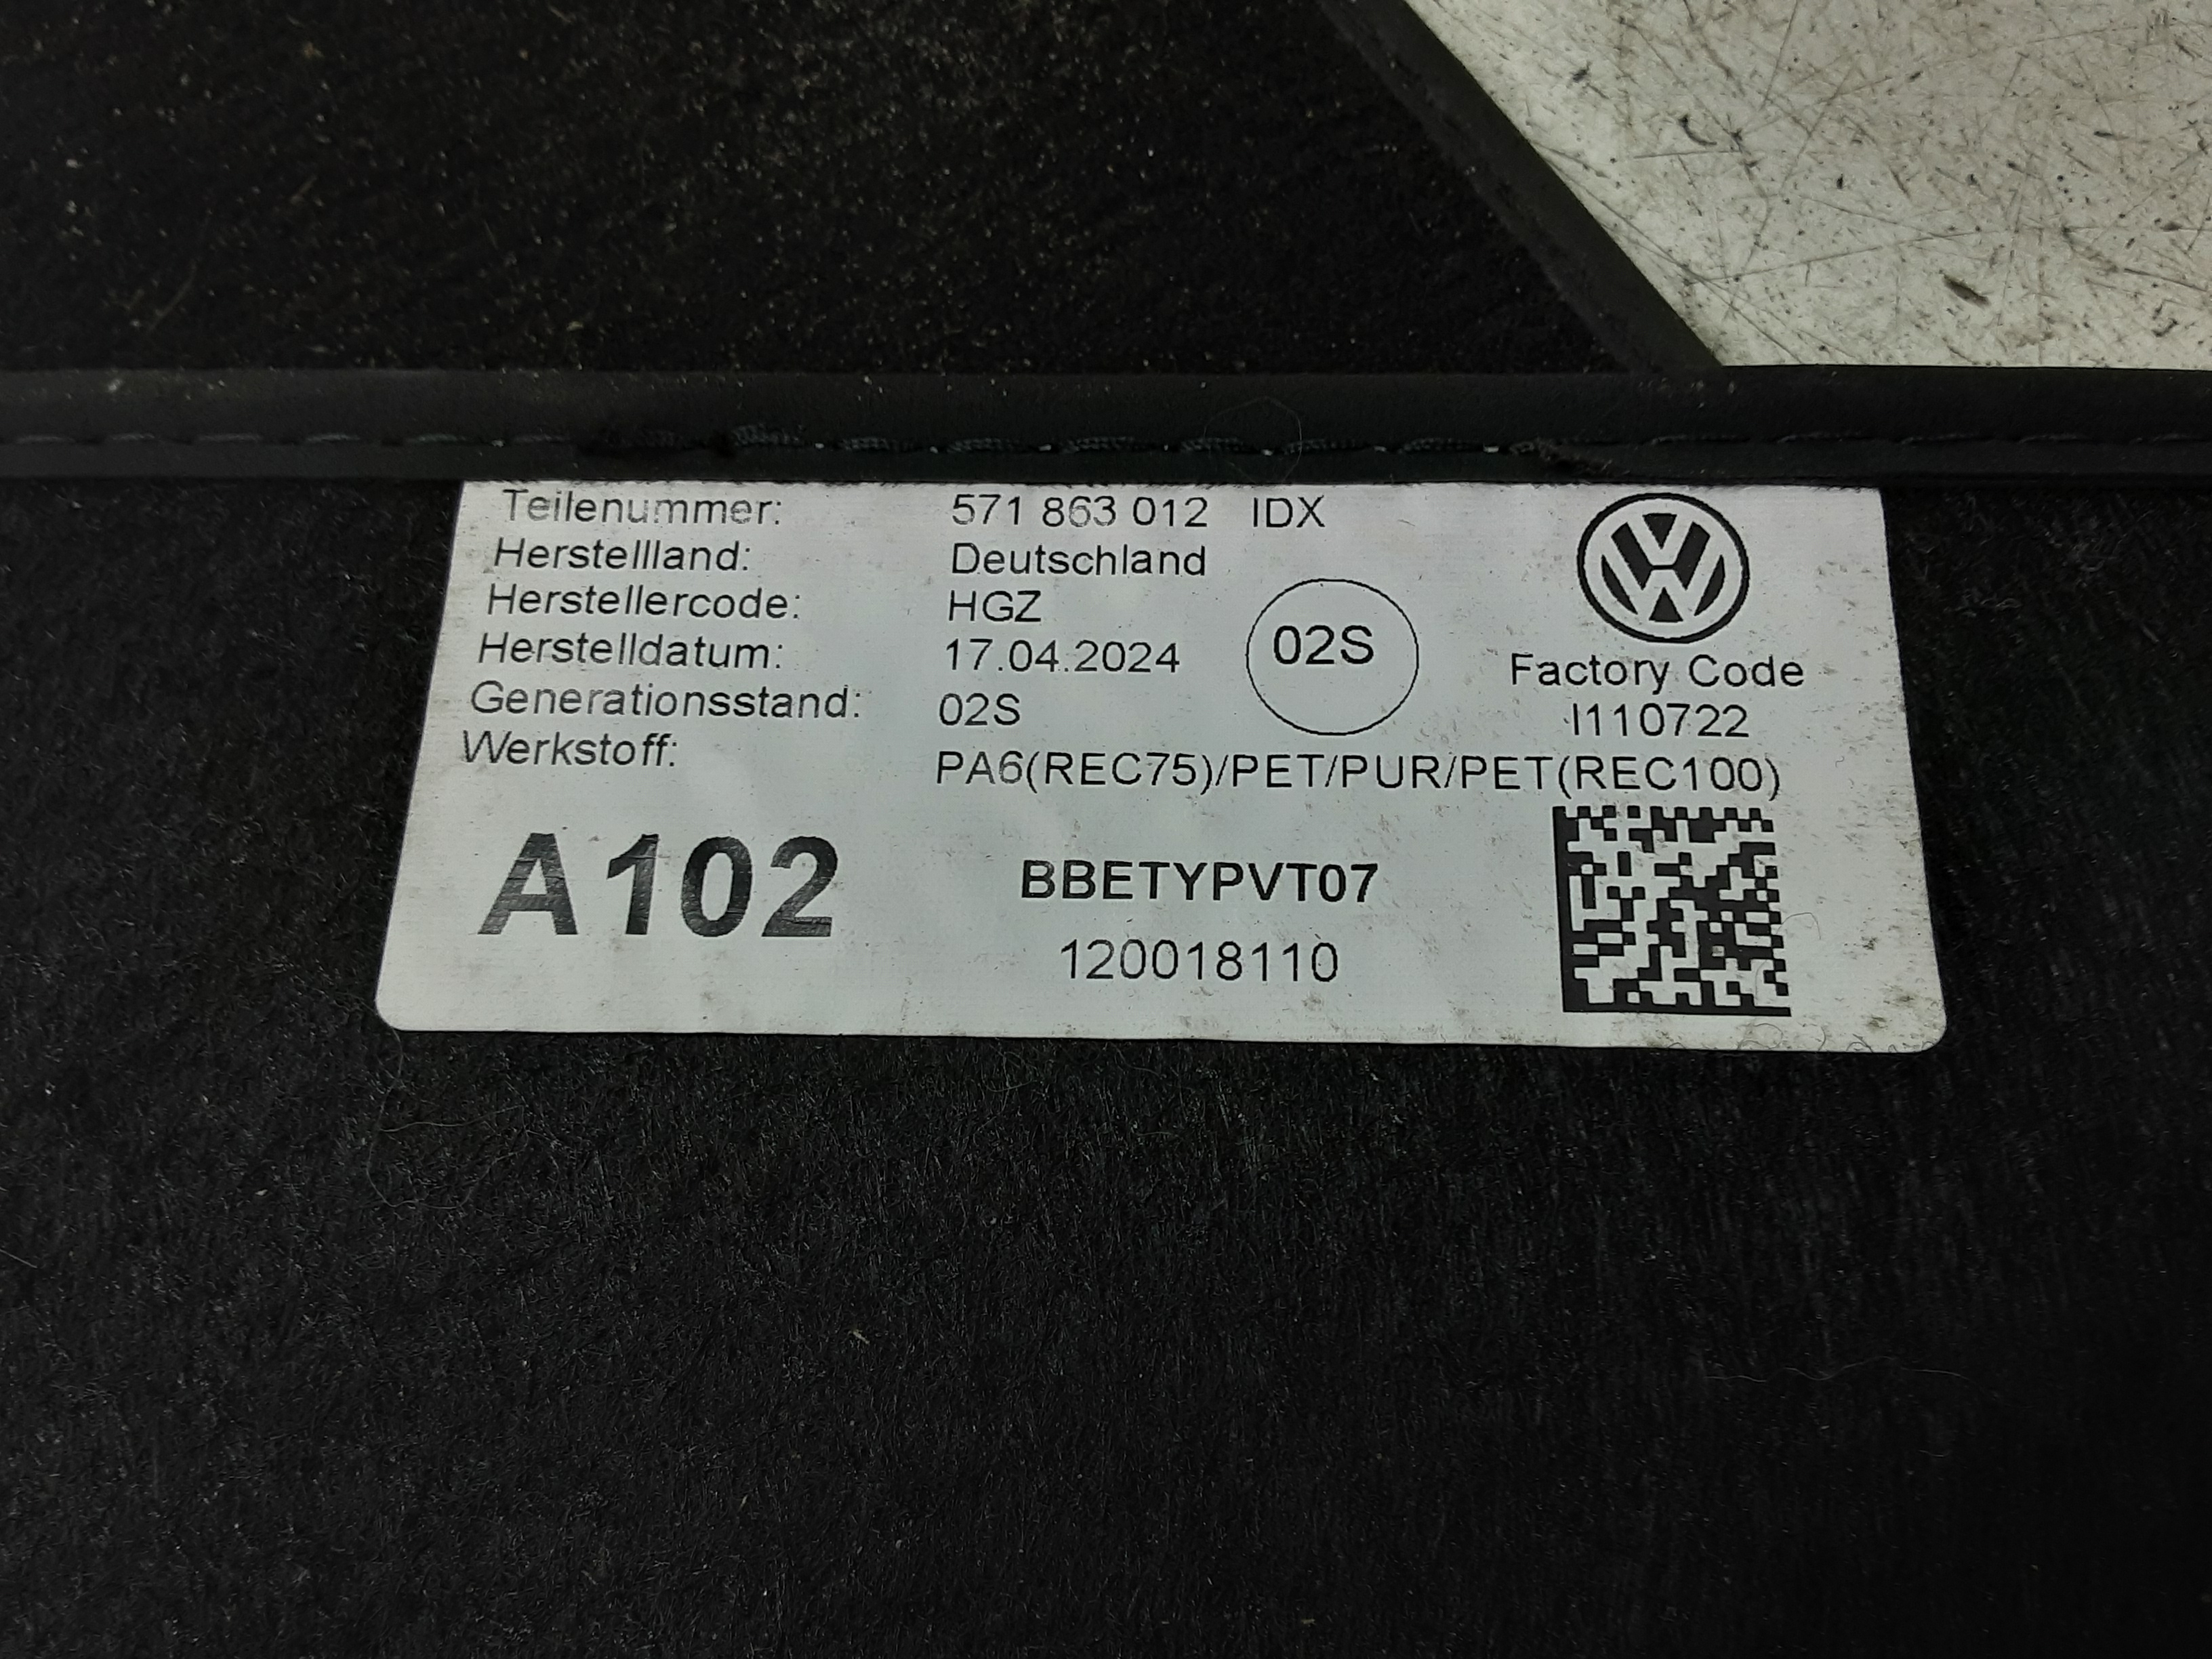 Teilenummer: 571 863 012 IDX
Herstellland: Deutschland
Herstellercode: HGZ
Herstelldatum: 17.04.2024
02S
Generationsstand: 02S
Werkstoff: PA6(REC75)/PET/PUR/PET(REC100)
VW
Factory Code
I110722
A102
BBETYPVT07
120018110